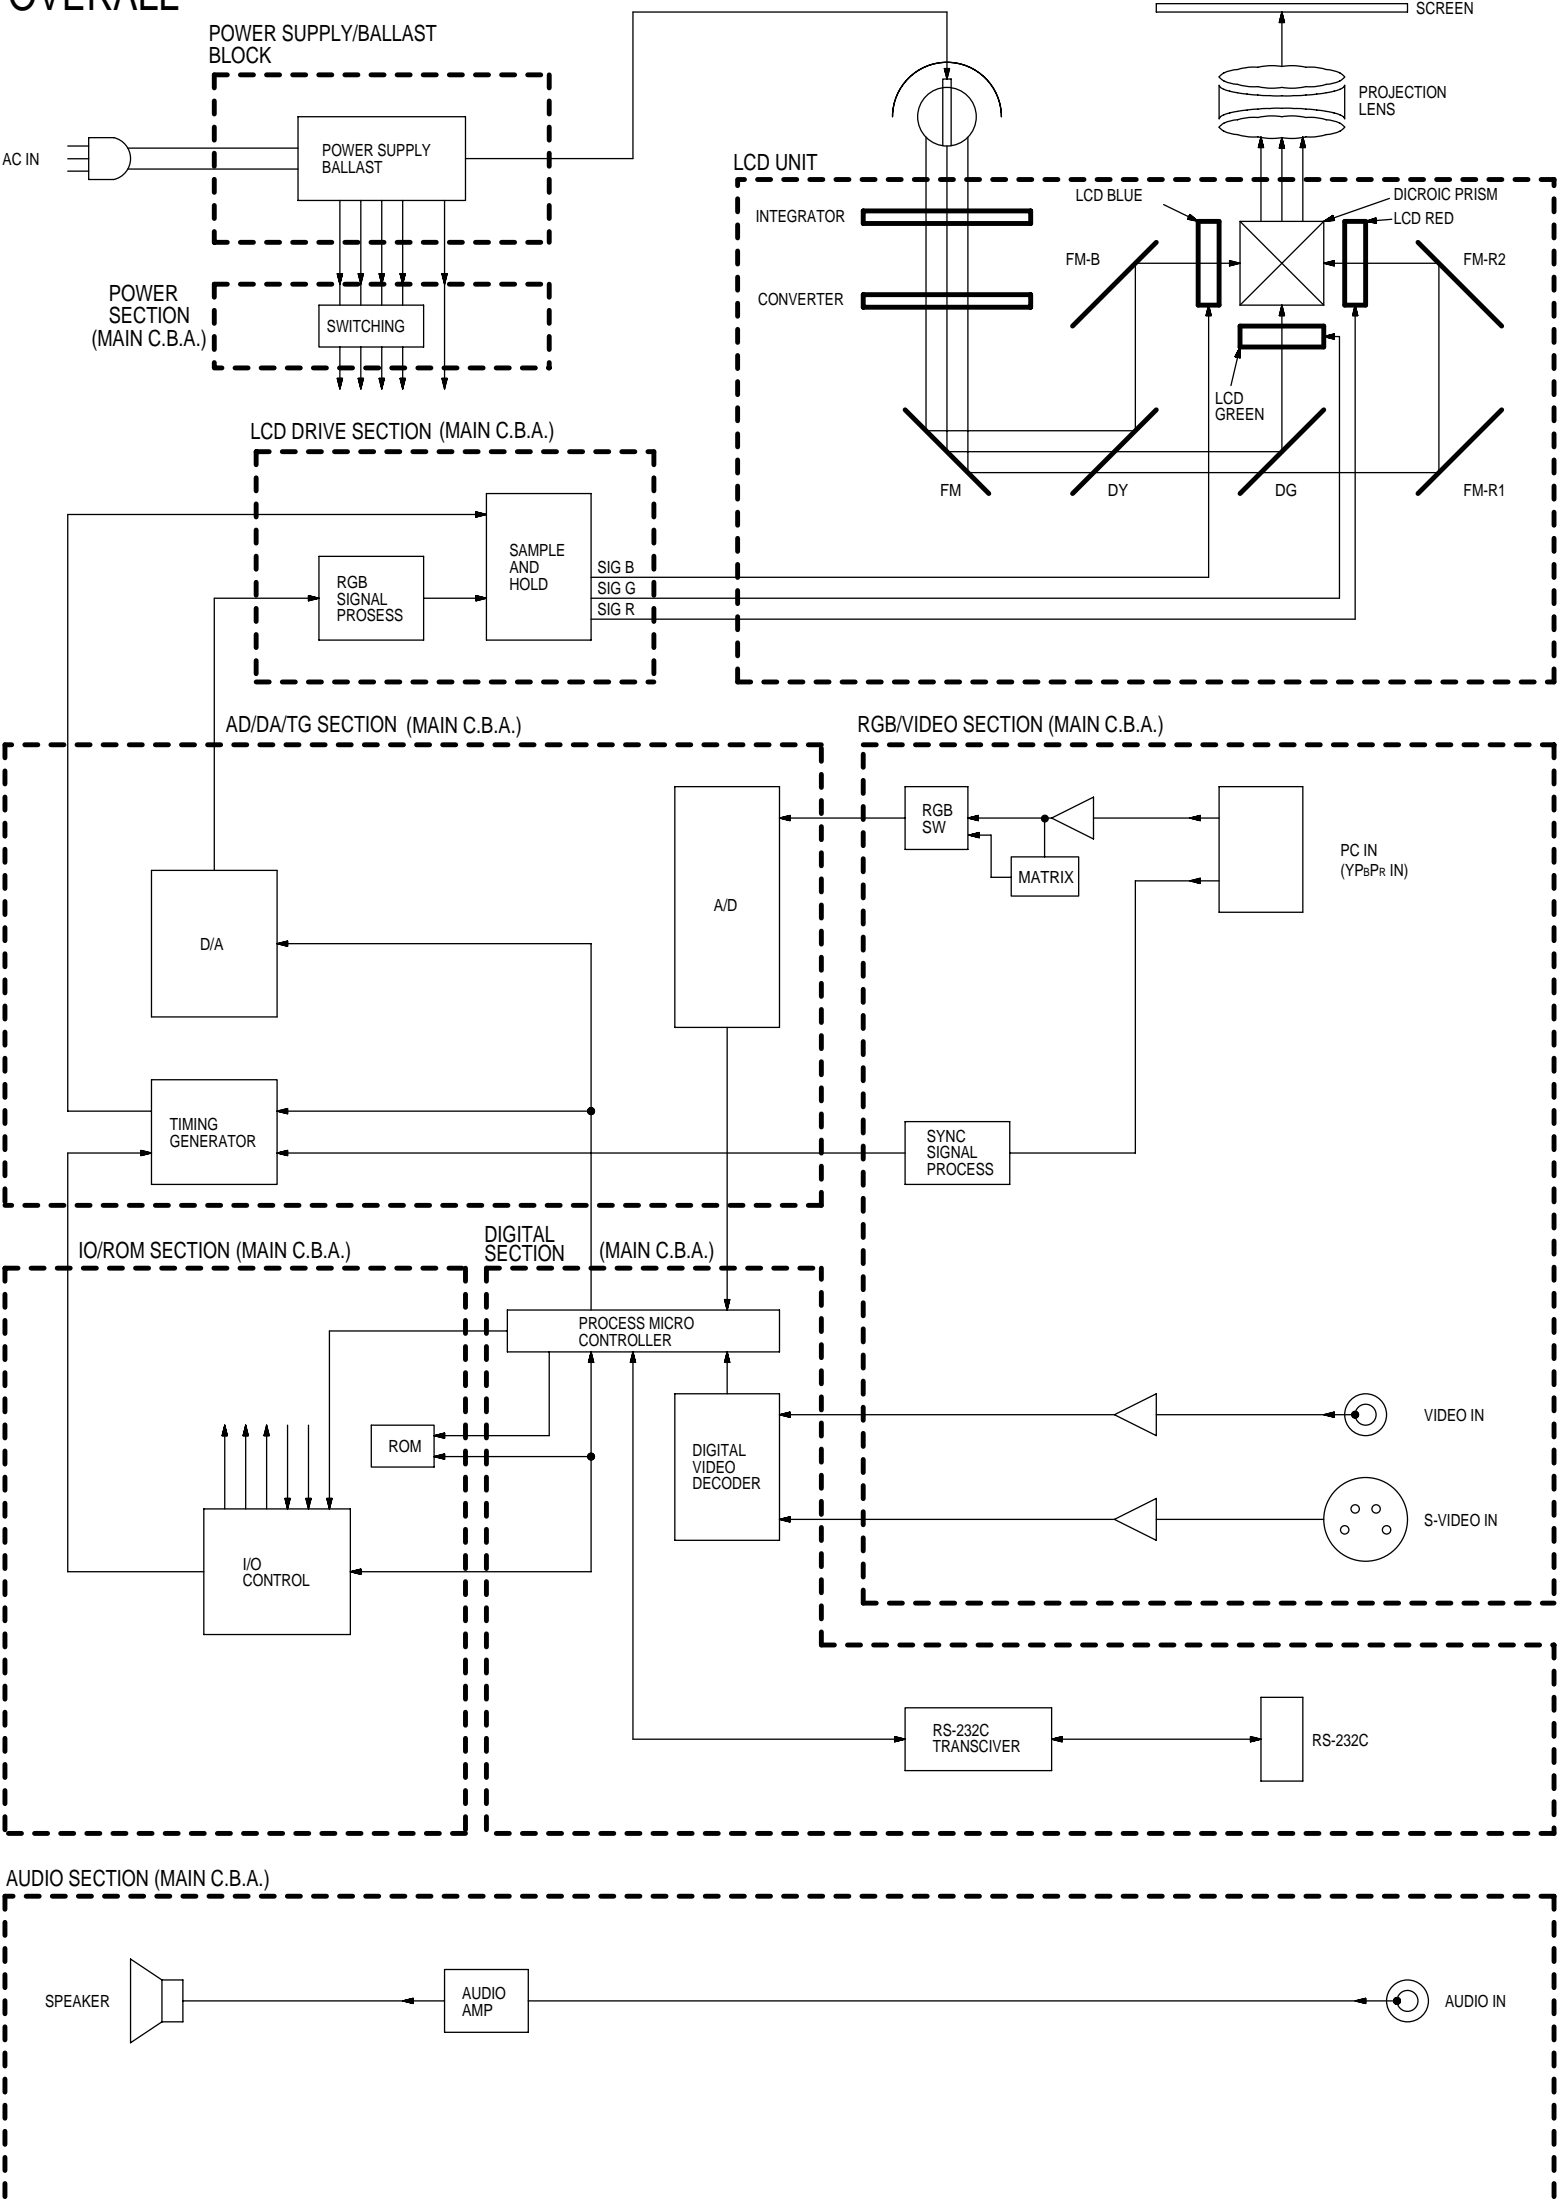 OVERALL
POWER SUPPLY/BALLAST
BLOCK
SCREEN
PROJECTION
LENS
AC IN
POWER SUPPLY
BALLAST
LCD UNIT
INTEGRATOR
CONVERTER
LCD BLUE
DICROIC PRISM
LCD RED
FM-B
FM-R2
LCD
GREEN
FM
DY
DG
FM-R1
POWER
SECTION
(MAIN C.B.A.)
SWITCHING
LCD DRIVE SECTION (MAIN C.B.A.)
SAMPLE
AND
HOLD
RGB
SIGNAL
PROSESS
SIG B
SIG G
SIG R
AD/DA/TG SECTION (MAIN C.B.A.)
D/A
A/D
TIMING
GENERATOR
RGB/VIDEO SECTION (MAIN C.B.A.)
RGB
SW
MATRIX
PC IN
(YPBPR IN)
SYNC
SIGNAL
PROCESS
VIDEO IN
S-VIDEO IN
IO/ROM SECTION (MAIN C.B.A.)
ROM
I/O
CONTROL
DIGITAL
SECTION (MAIN C.B.A.)
PROCESS MICRO
CONTROLLER
DIGITAL
VIDEO
DECODER
RS-232C
TRANSCIVER
RS-232C
AUDIO SECTION (MAIN C.B.A.)
SPEAKER
AUDIO
AMP
AUDIO IN